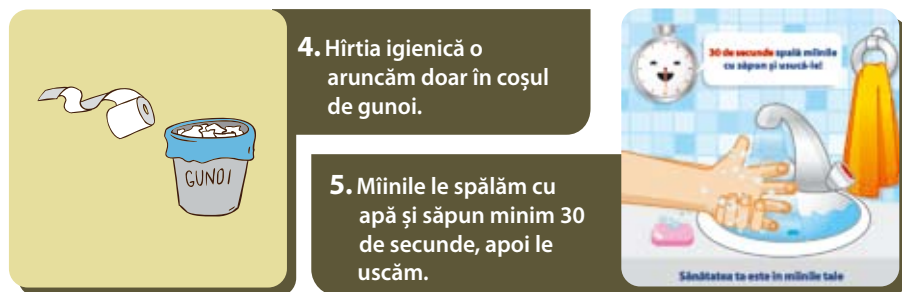 4. Hîrtia igienică o
aruncăm doar în coșul
de gunoi.
GUNOI
5. Mîinile le spălăm cu
apă și săpun minim 30
de secunde, apoi le
uscăm.
30 de secunde spală mîinile
cu săpun și usucă-le!
Sănătatea ta este în mîinile tale